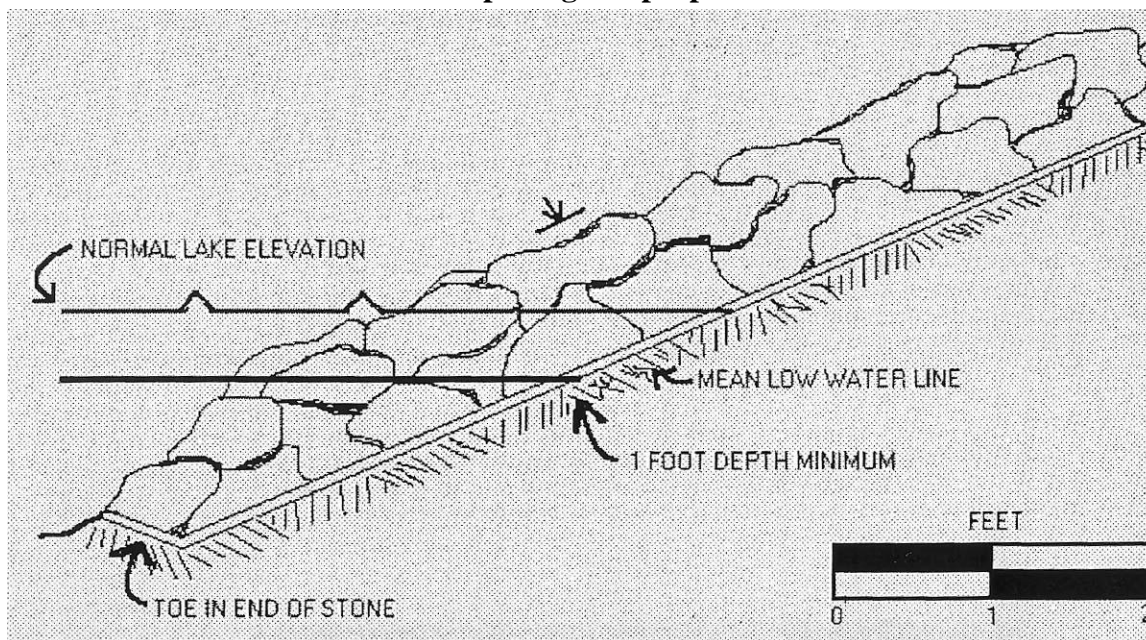 NORMAL LAKE ELEVATION
MEAN LOW WATER LINE
1 FOOT DEPTH MINIMUM
FEET
TOE IN END OF STONE
0 1